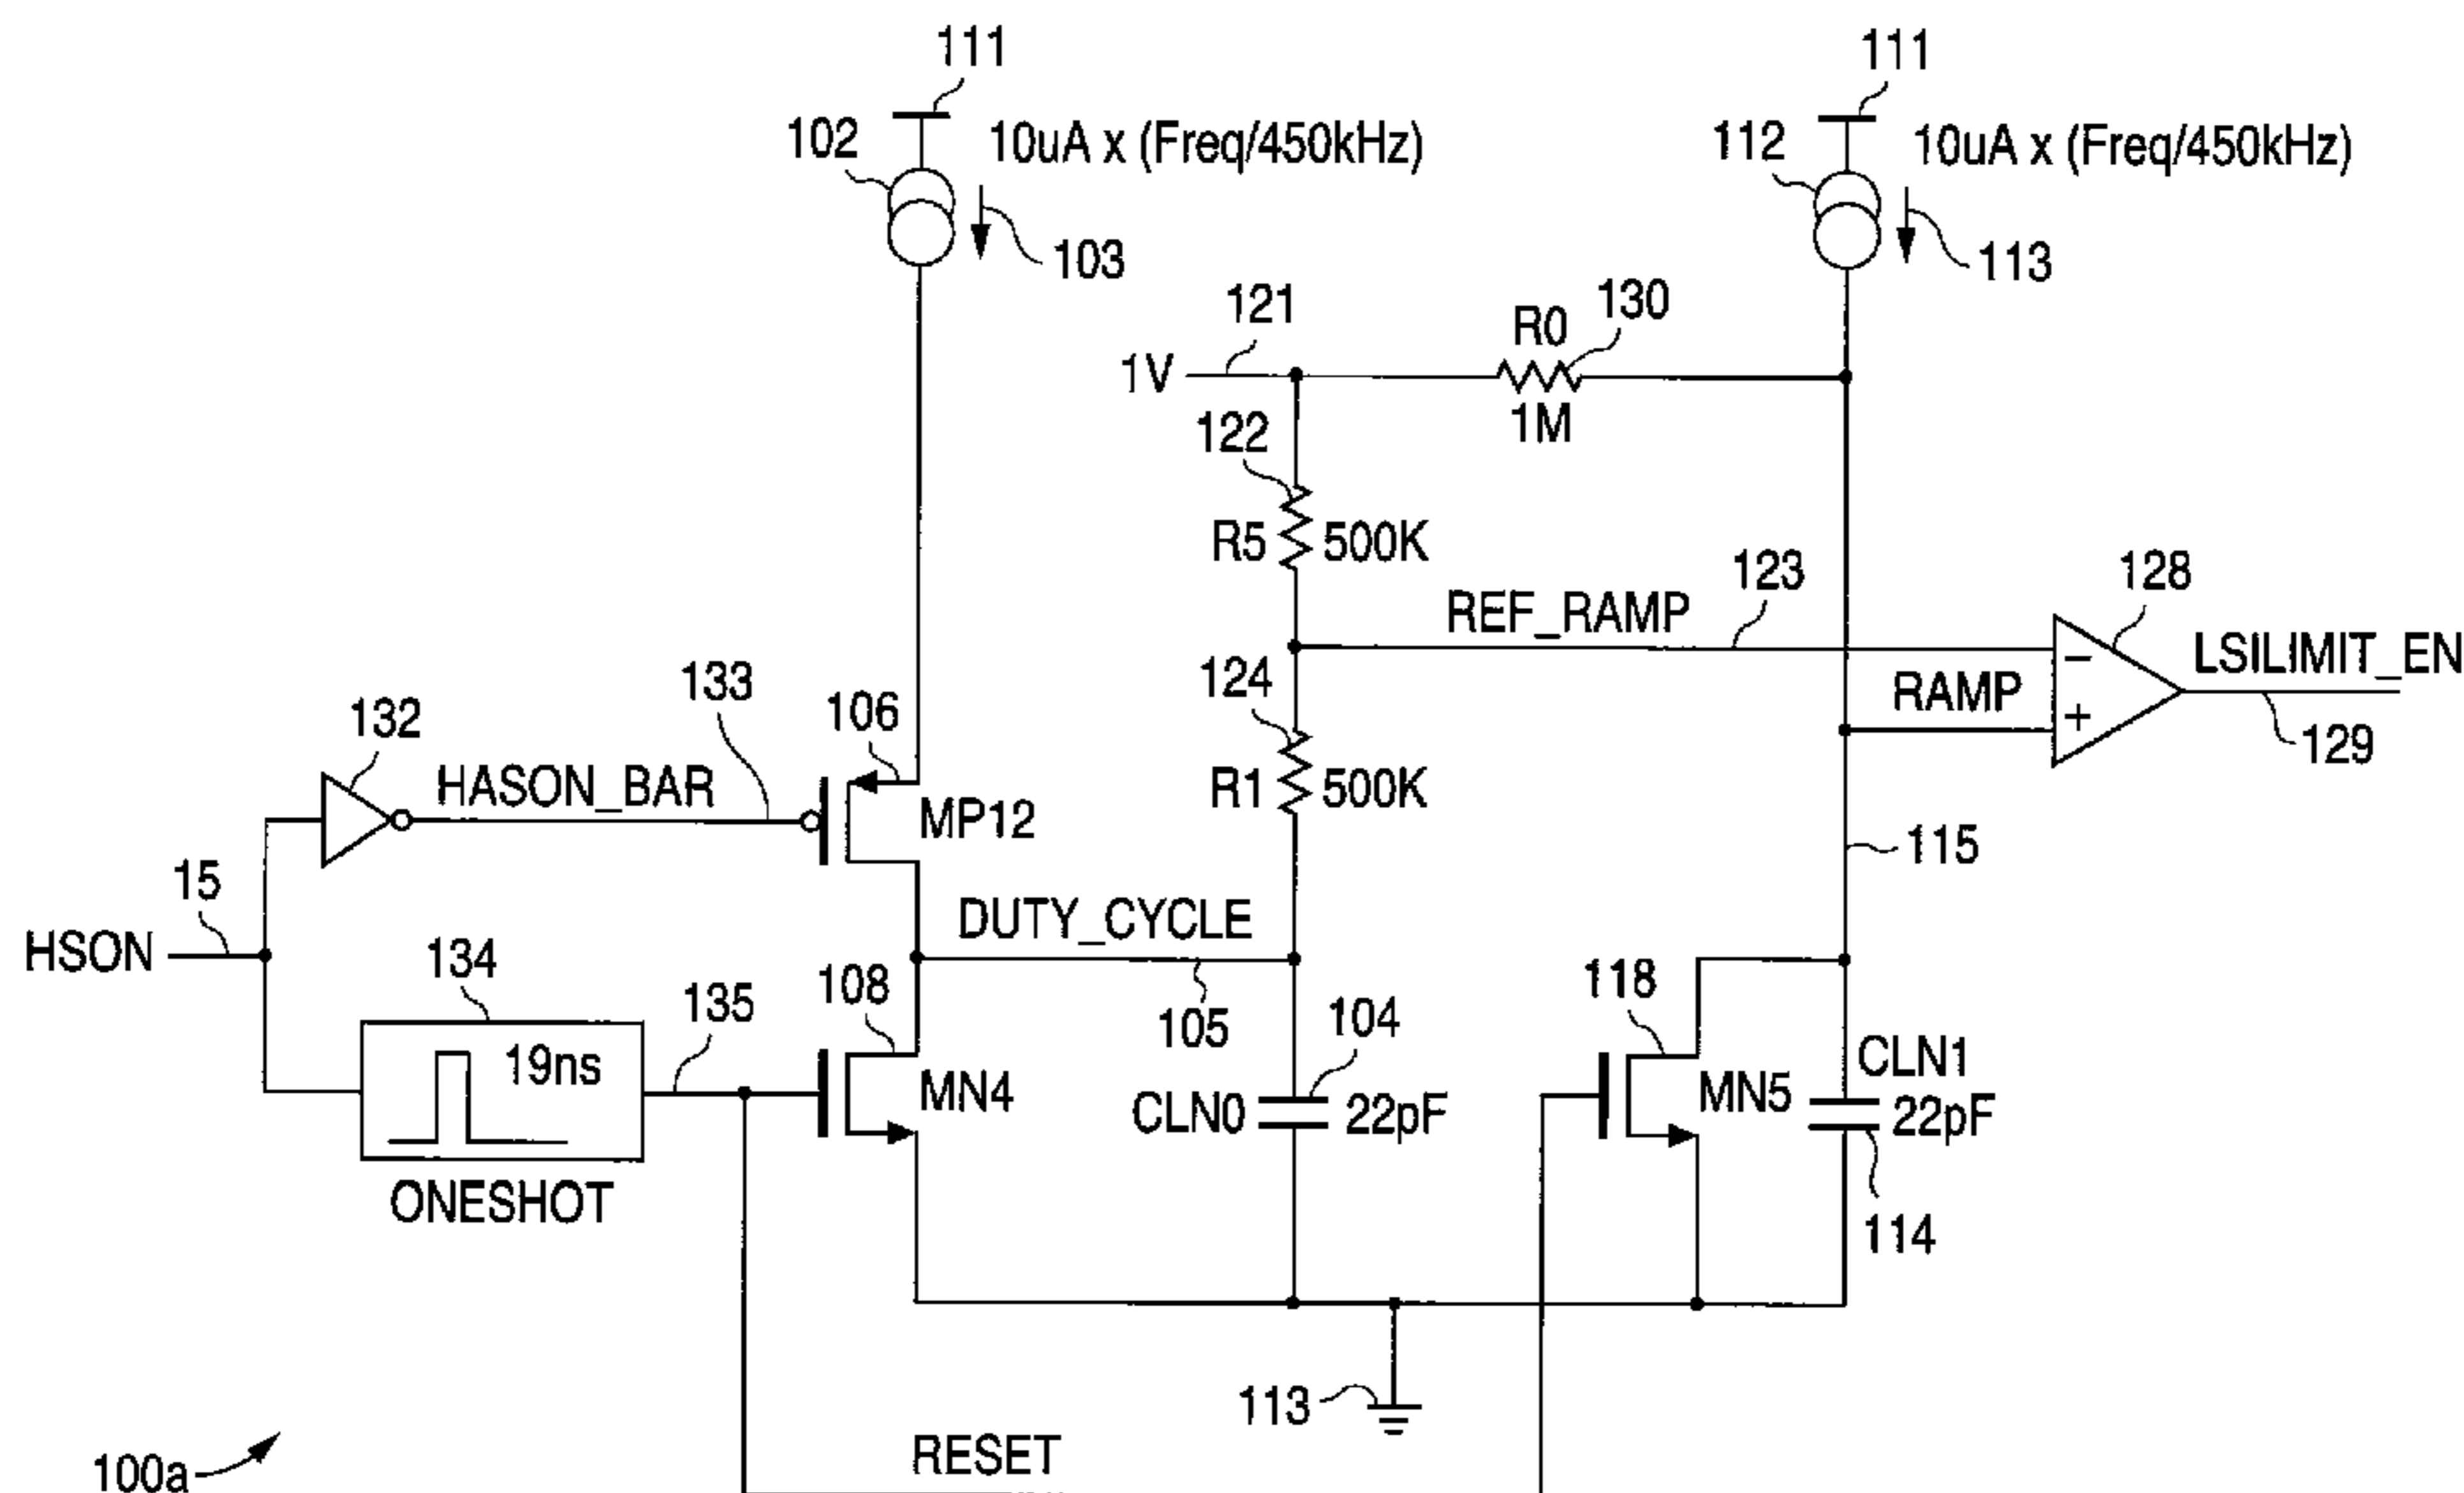 111
111
102
10uA x (Freq/450kHz)
112
10uA x (Freq/450kHz)
103
113
121
R0
130
1V
1M
122
R5
500K
REF_RAMP
123
128
LSILIMIT_EN
124
RAMP
−
+
129
132
133
106
HASON_BAR
R1
500K
MP12
115
15
HSON
DUTY_CYCLE
134
135
108
105
104
118
19ns
MN4
CLN0
22pF
MN5
CLN1
22pF
ONESHOT
114
113
RESET
100a